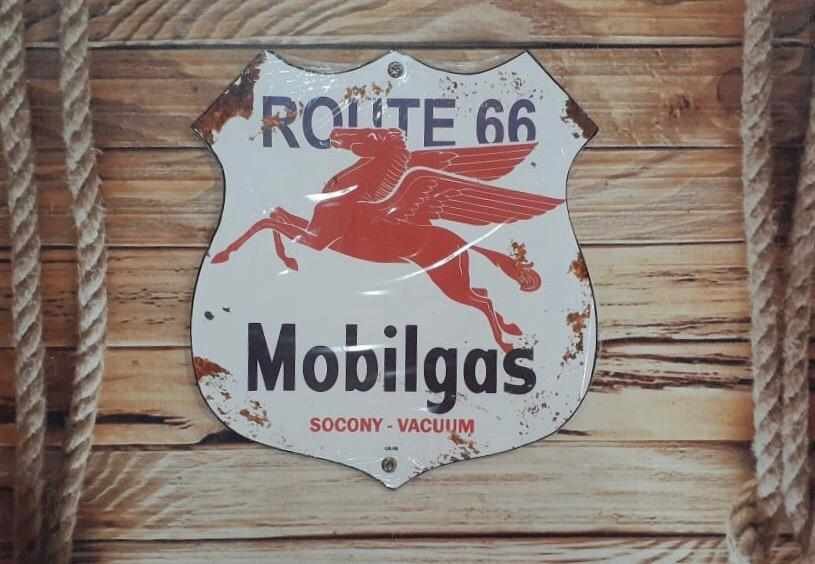 ROUTE 66
Mobilgas
SOCONY - VACUUM